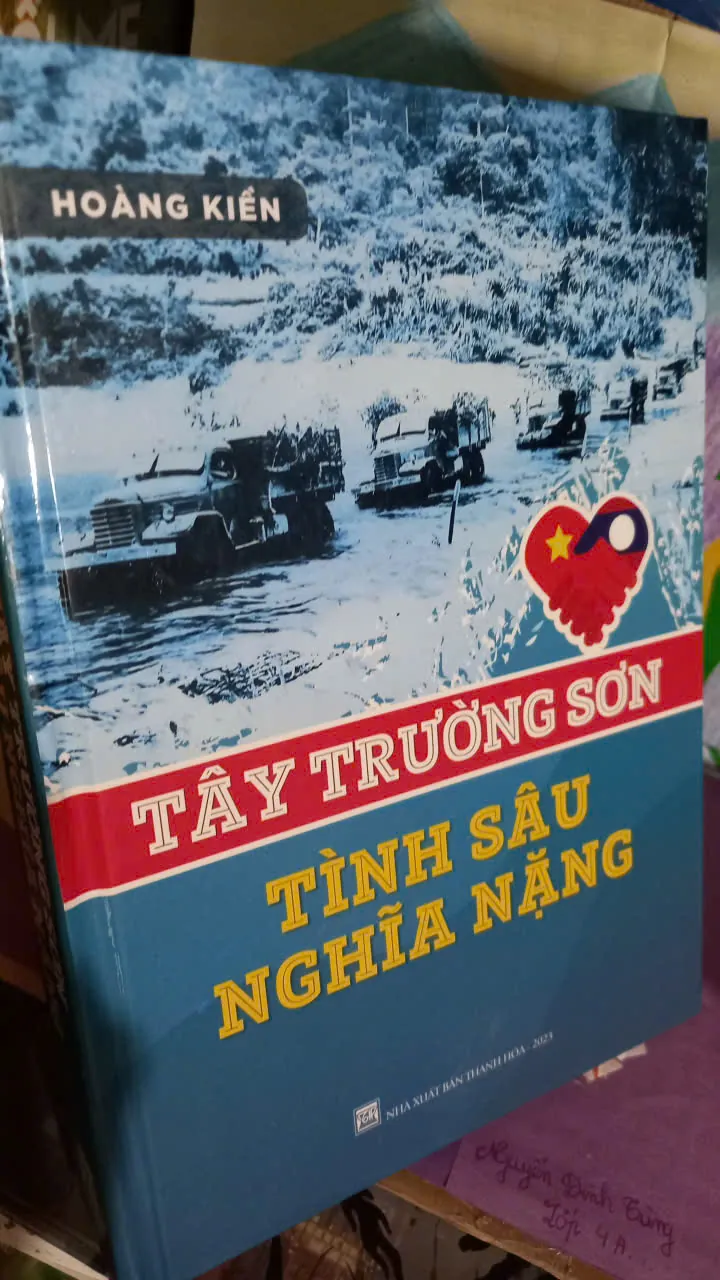 HOÀNG KIỀN
TÂY TRƯỜNG SƠN
TÌNH SÂU
NGHĨA NẶNG
NHÀ XUẤT BẢN THANH HÓA - 2023
Nguyễn Đình Tùng
Lớp 4A